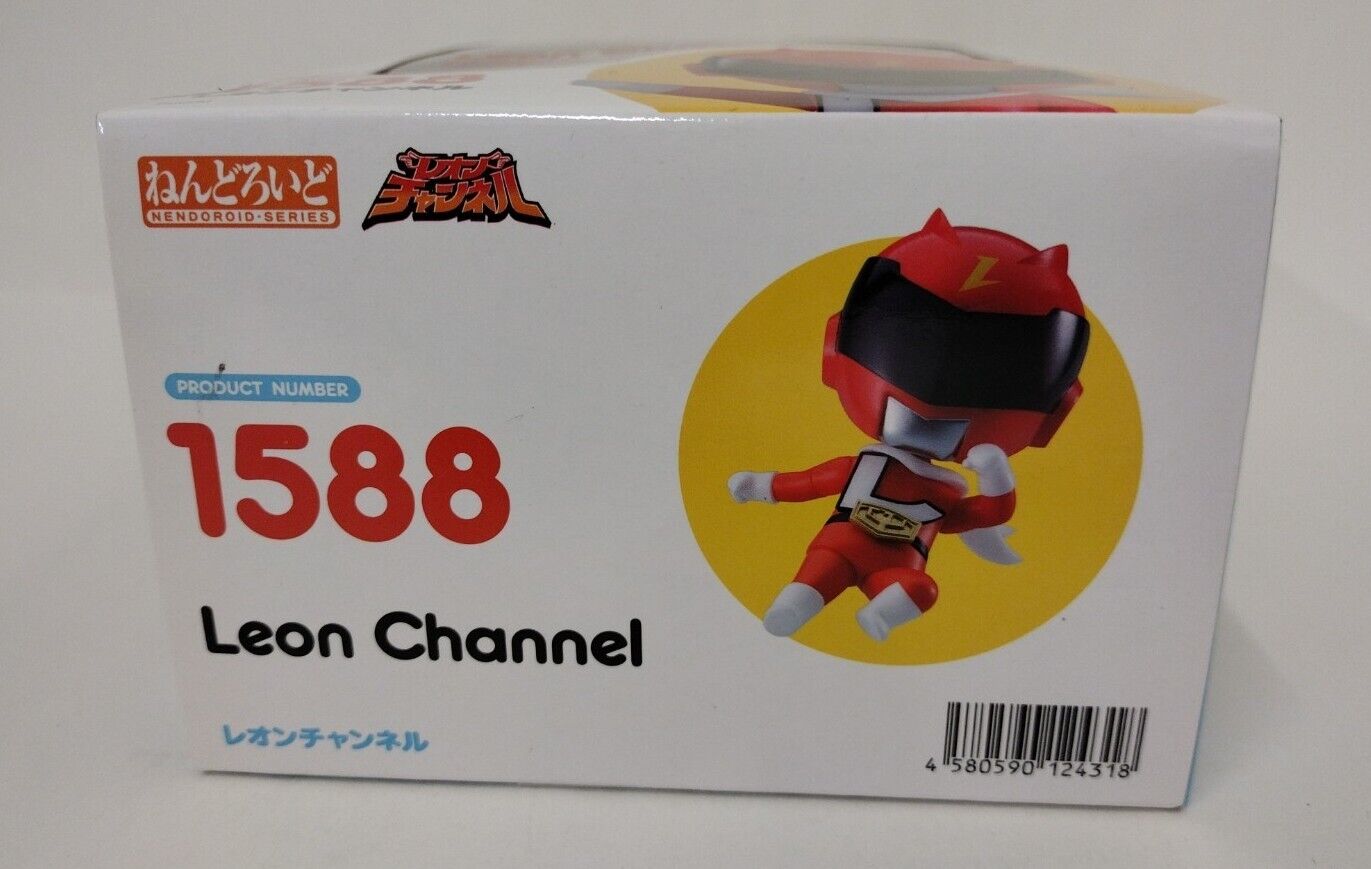 ねんどろいど
NENDOROID·SERIES
レオン
チャンネル
PRODUCT NUMBER
1588
Leon Channel
レオンチャンネル
L
L
4 580590 124318